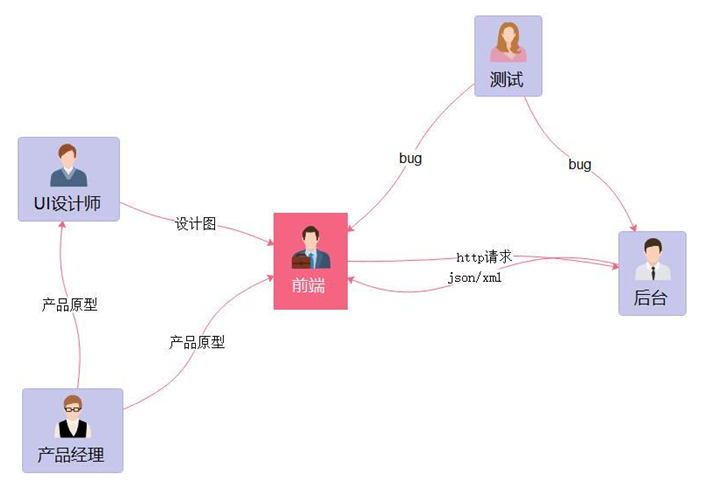 测试
bug
bug
UI设计师
设计图
http请求
json/xml
前端
后台
产品原型
产品原型
产品经理